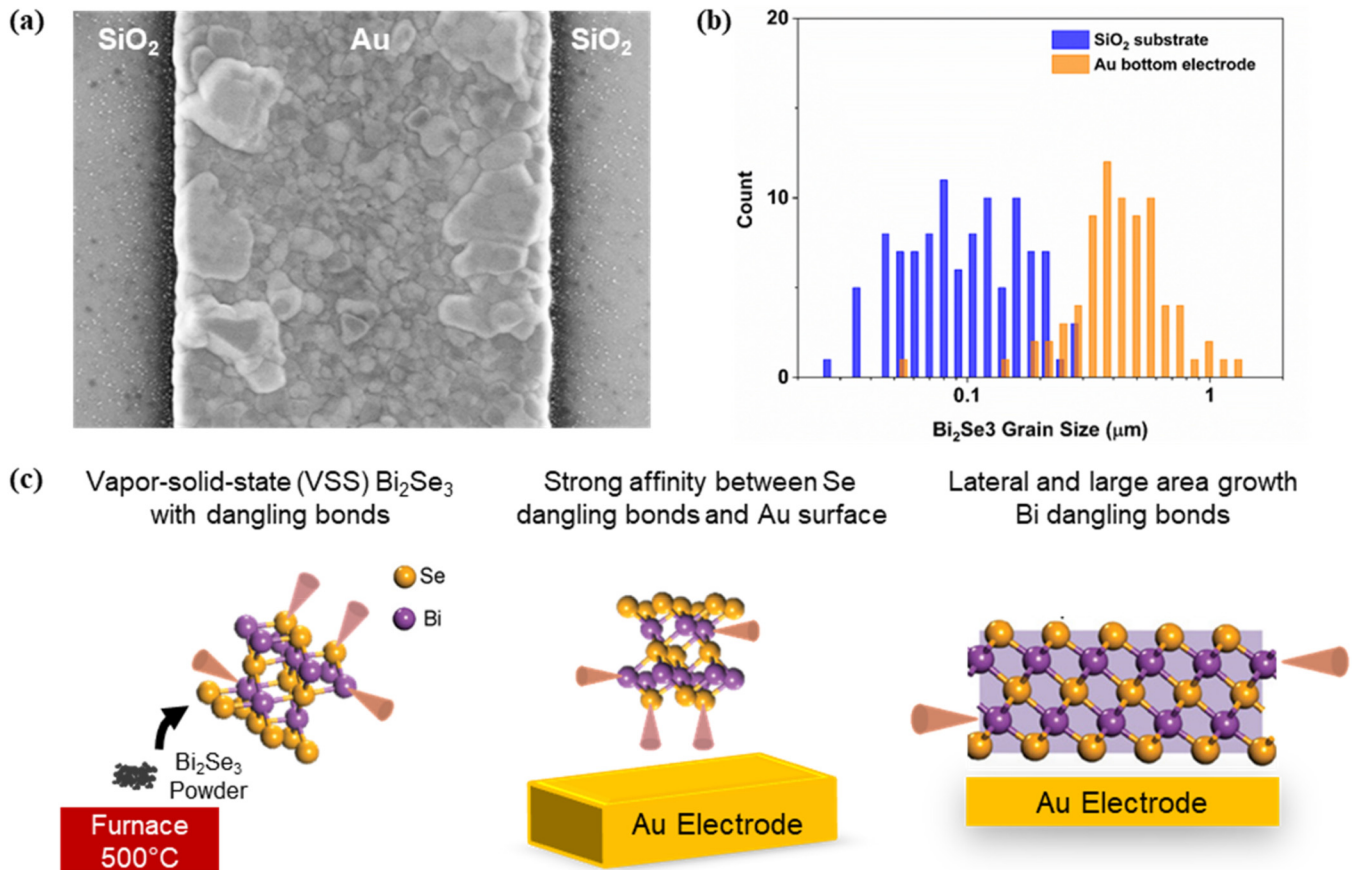 (a)
SiO₂
Au
SiO₂
(b)
20
10
0
Count
SiO₂ substrate
Au bottom electrode
0.1
1
Bi₂Se3 Grain Size (μm)
(c)
Vapor-solid-state (VSS) Bi₂Se₃
with dangling bonds
Se
Bi
Bi₂Se₃
Powder
Furnace
500°C
Strong affinity between Se
dangling bonds and Au surface
Au Electrode
Lateral and large area growth
Bi dangling bonds
Au Electrode